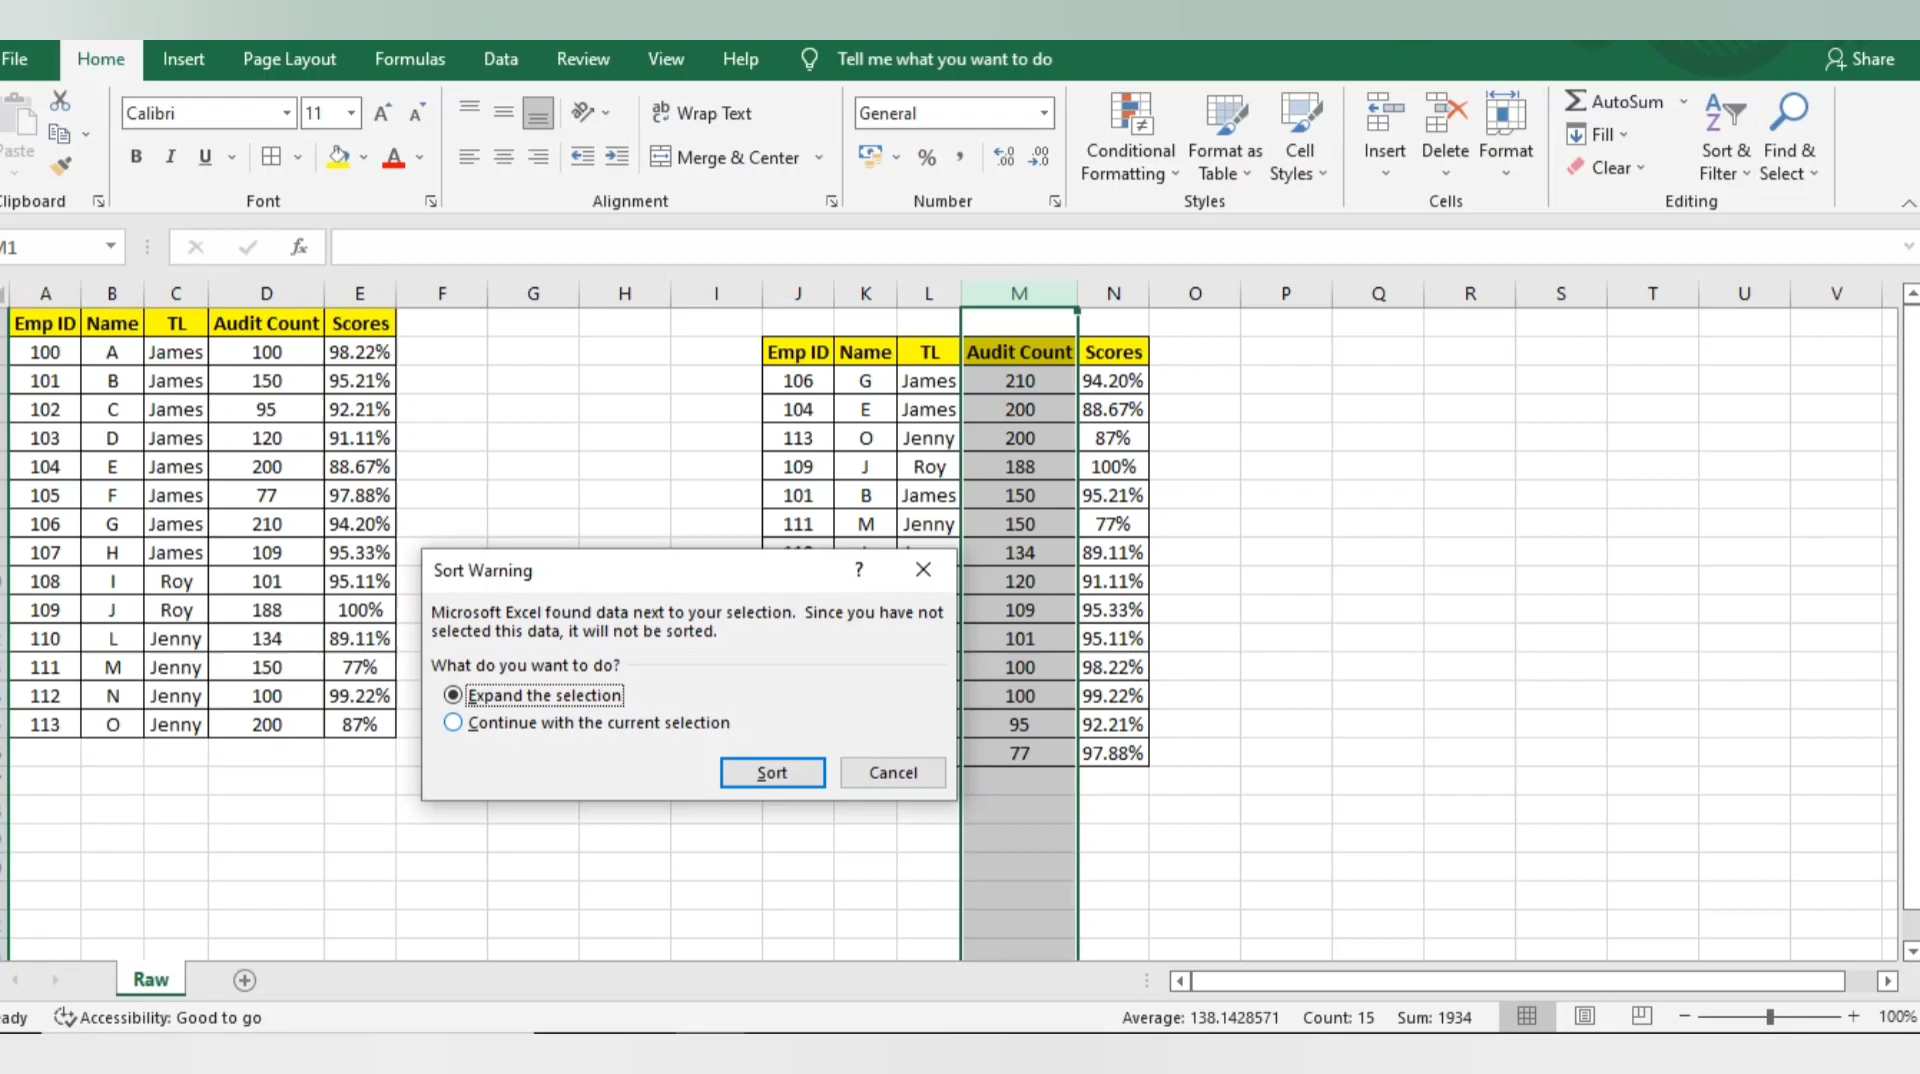 File Home Insert Page Layout Formulas Data Review View Help Tell me what you want to do Share
Calibri 11 A A ab Wrap Text General AutoSum
Fill
B I U A Merge & Center % , .00 .00 Conditional Formatting Format as Table Cell Styles Insert Delete Format Clear Sort & Filter Find & Select
Font Alignment Number Styles Cells Editing
fx
A B C D E F G H I J K L M N O P Q R S T U V
Emp ID Name TL Audit Count Scores
100 A James 100 98.22% Emp ID Name TL Audit Count Scores
101 B James 150 95.21% 106 G James 210 94.20%
102 C James 95 92.21% 104 E James 200 88.67%
103 D James 120 91.11% 113 O Jenny 200 87%
104 E James 200 88.67% 109 J Roy 188 100%
105 F James 77 97.88% 101 B James 150 95.21%
106 G James 210 94.20% 111 M Jenny 150 77%
107 H James 109 95.33% 134 89.11%
108 I Roy 101 95.11% 120 91.11%
109 J Roy 188 100% 109 95.33%
110 L Jenny 134 89.11% 101 95.11%
111 M Jenny 150 77% 100 98.22%
112 N Jenny 100 99.22% 100 99.22%
113 O Jenny 200 87% 95 92.21%
77 97.88%
Sort Warning ?
Microsoft Excel found data next to your selection. Since you have not
selected this data, it will not be sorted.
What do you want to do?
Expand the selection
Continue with the current selection
Sort Cancel
Raw
Accessibility: Good to go Average: 138.1428571 Count: 15 Sum: 1934 100%